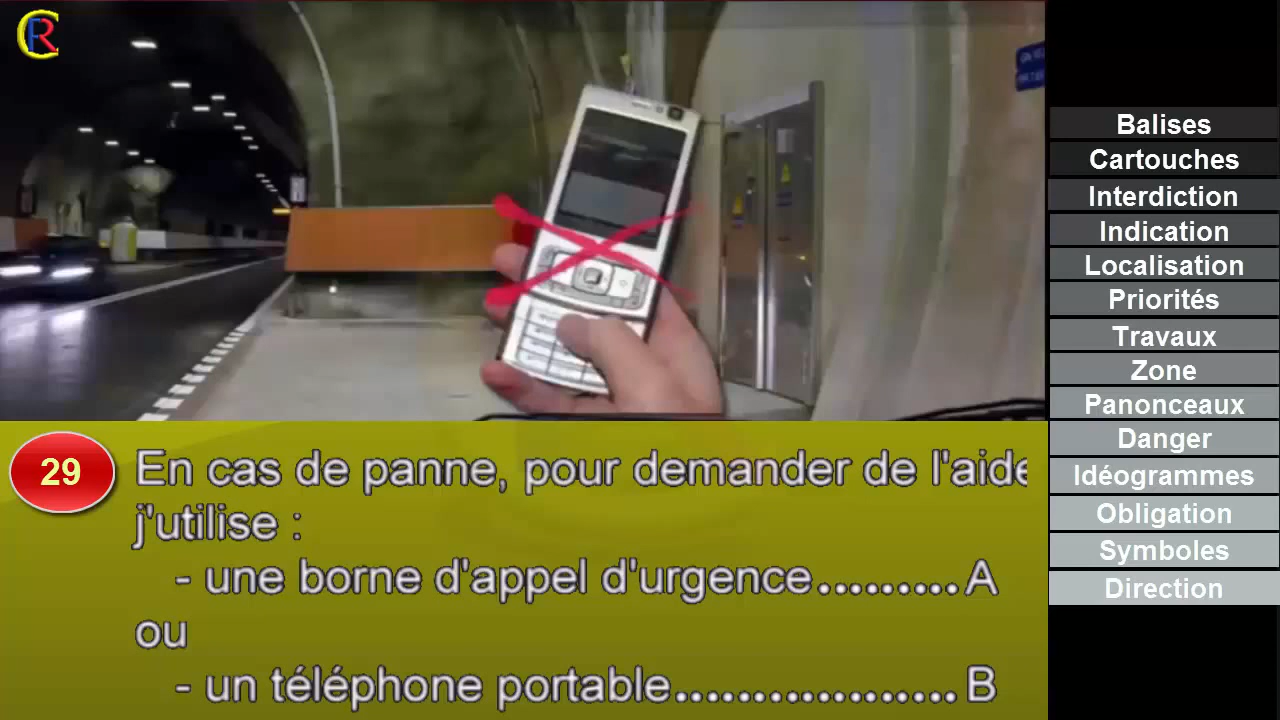 CR
29
En cas de panne, pour demander de l'aide
j'utilise :
- une borne d'appel d'urgence.........A
ou
- un téléphone portable..................B
Balises
Cartouches
Interdiction
Indication
Localisation
Priorités
Travaux
Zone
Panonceaux
Danger
Idéogrammes
Obligation
Symboles
Direction